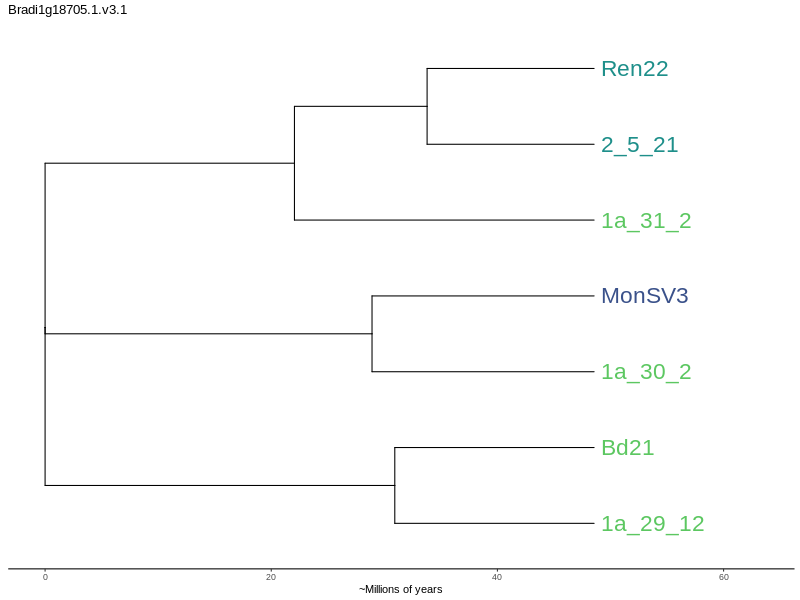 Bradi1g18705.1.v3.1
Ren22
2_5_21
1a_31_2
MonSV3
1a_30_2
Bd21
1a_29_12
0 20 40 60
~Millions of years